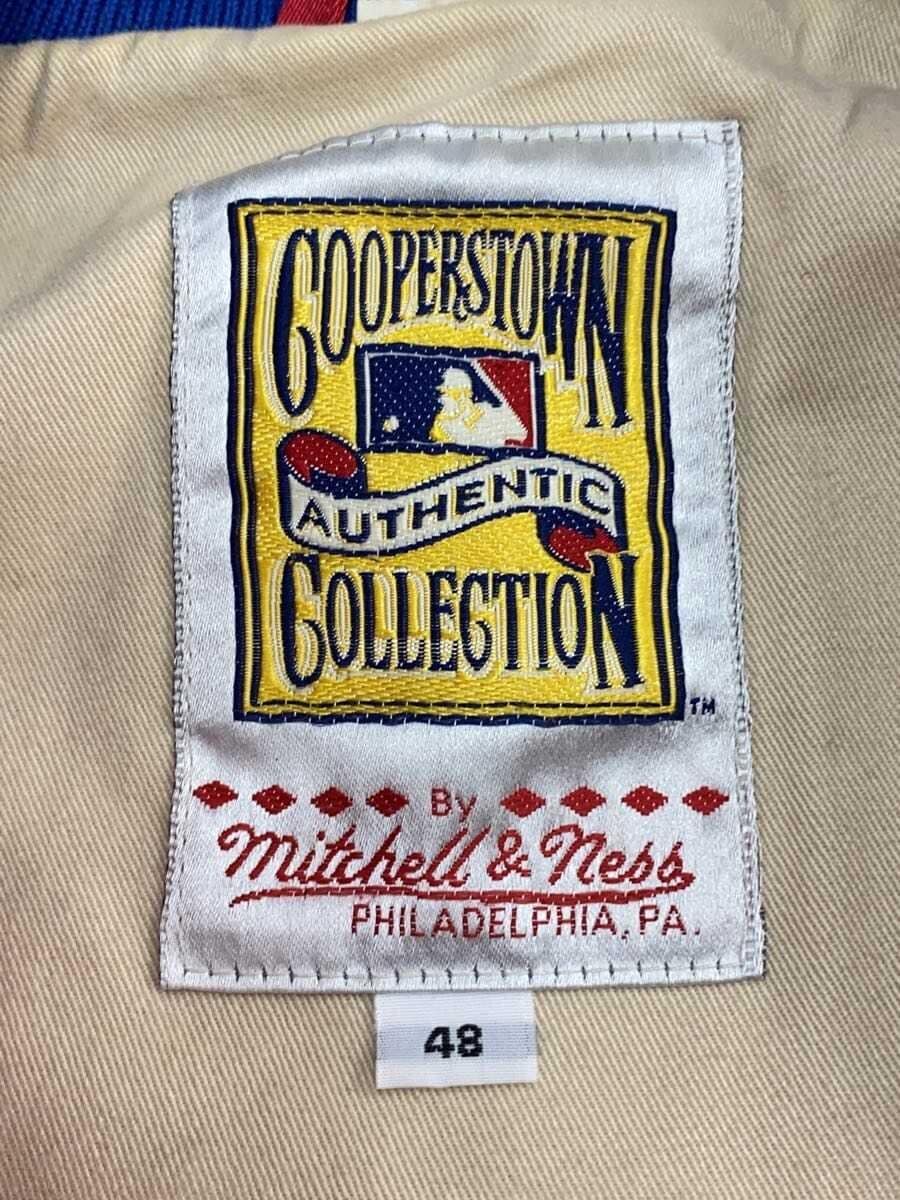 COOPERSTOWN
AUTHENTIC
COLLECTION
TM
By
Mitchell & Ness
PHILADELPHIA, PA.
48